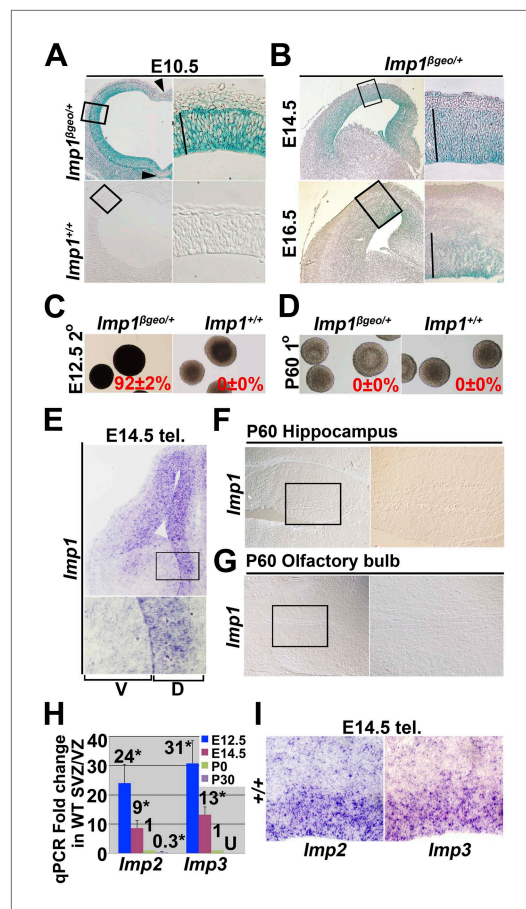 A
E10.5
Imp1βgeo/+
Imp1+/+
B
Imp1βgeo/+
E14.5
E16.5
C
Imp1βgeo/+
Imp1+/+
E12.5 2o
92±2%
0±0%
D
Imp1βgeo/+
Imp1+/+
P60 1o
0±0%
0±0%
E
E14.5 tel.
Imp1
V
D
F
P60 Hippocampus
Imp1
G
P60 Olfactory bulb
Imp1
H
qPCR Fold change
in WT SVZ/VZ
40
30
20
10
0
24*
9*
1
0.3*
31*
13*
1
U
E12.5
E14.5
P0
P30
Imp2
Imp3
I
E14.5 tel.
+/+
Imp2
Imp3